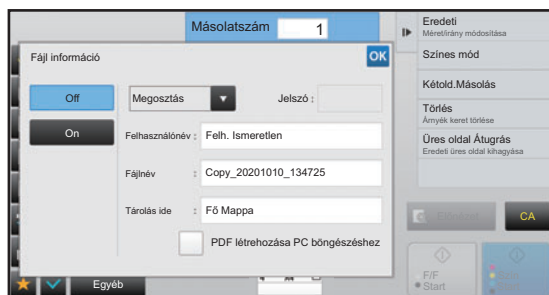 Másolatszám 1
Fájl információ
OK
Off
On
Megosztás
Jelszó :
Felhasználónév : Felh. Ismeretlen
Fájlnév : Copy_20201010_134725
Tárolás ide : Fő Mappa
PDF létrehozása PC böngészéshez
Egyéb
Eredeti
Méret/irány módosítása
Színes mód
Kétold.Másolás
Törlés
Árnyék keret törlése
Üres oldal Átugrás
Eredeti üres oldal kihagyása
CA
F/F
Start